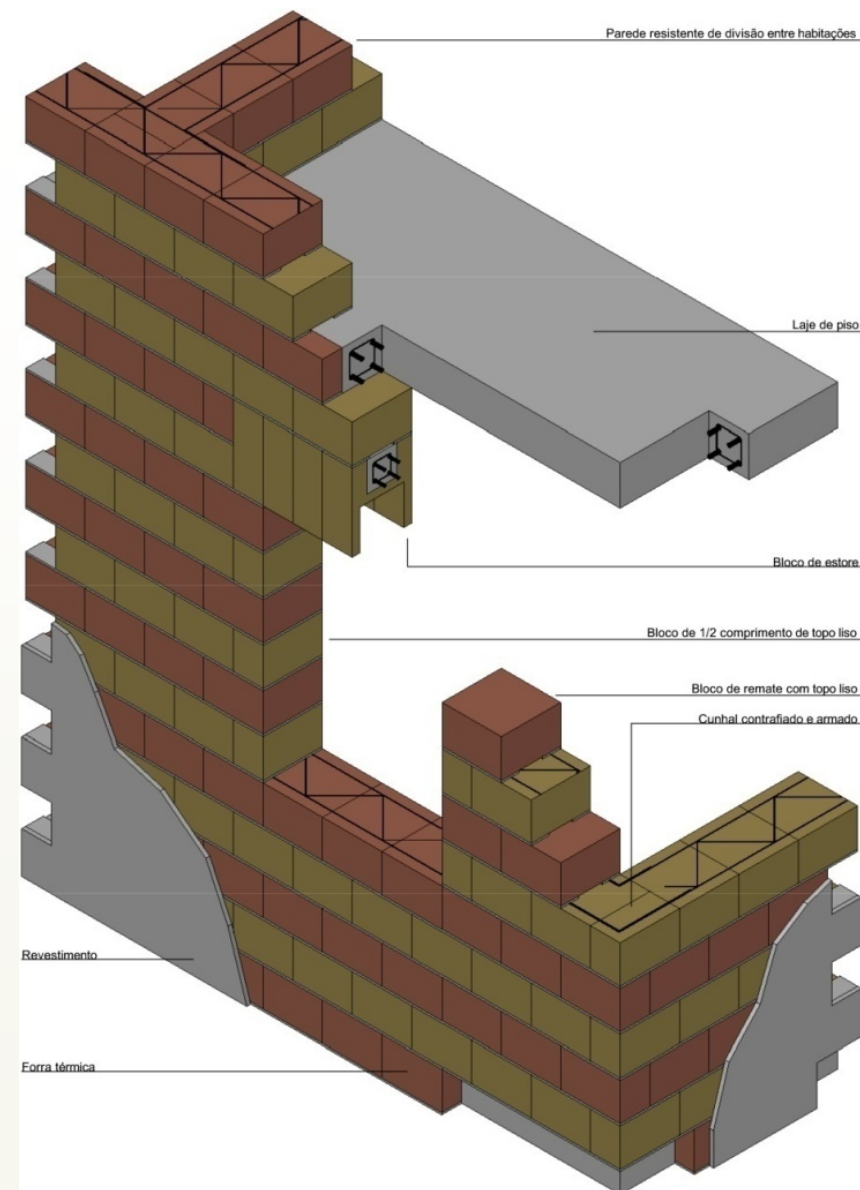 Parede resistente de divisão entre habitações
Laje de piso
Bloco de estore
Bloco de 1/2 comprimento de topo liso
Bloco de remate com topo liso
Cunhal contrafiado e armado
Revestimento
Forra térmica